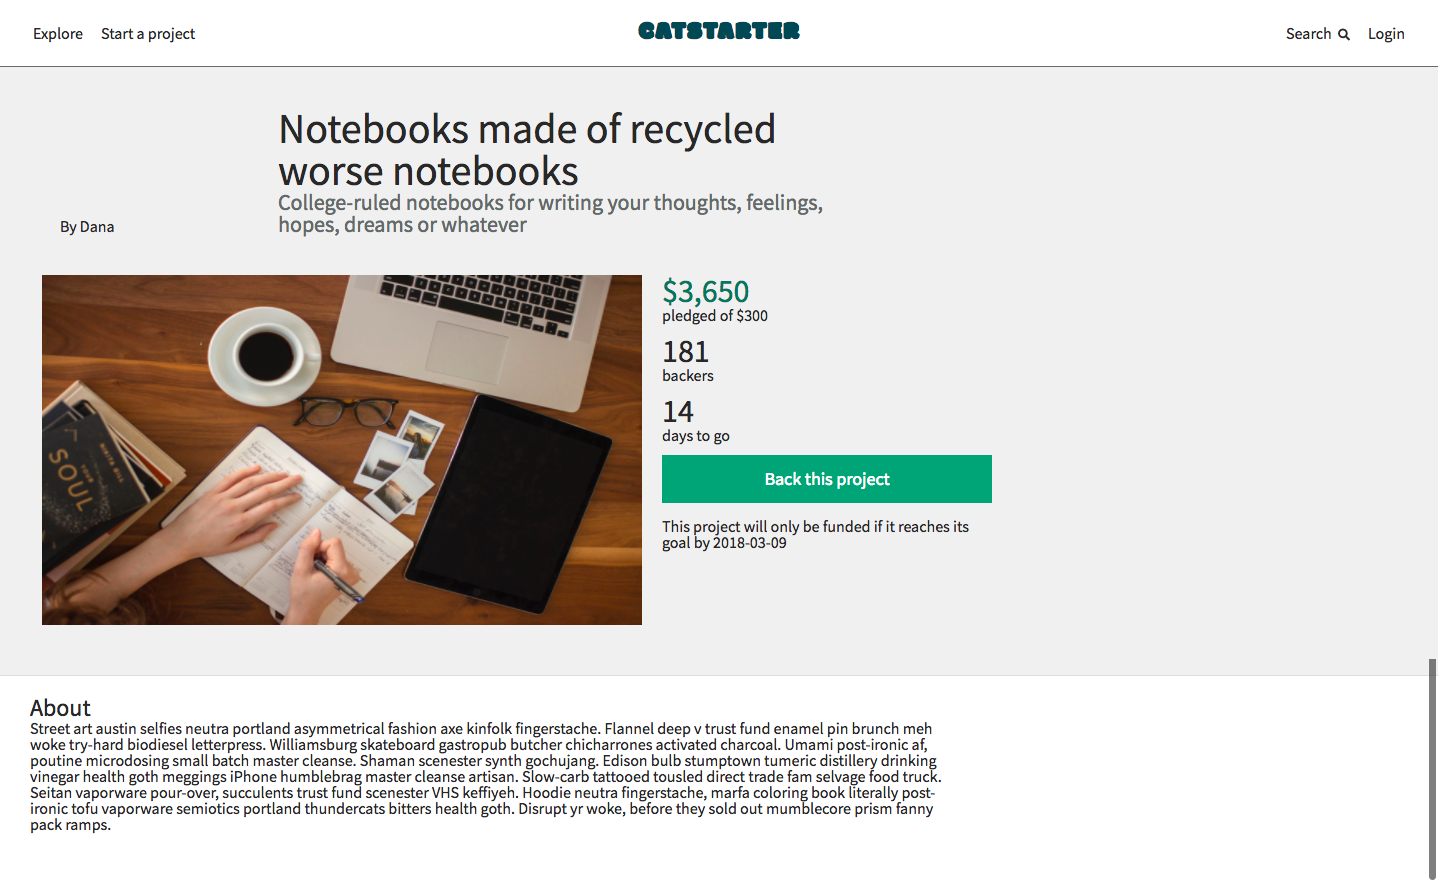 Explore Start a project CATSTARTER Search Login
Notebooks made of recycled
worse notebooks
College-ruled notebooks for writing your thoughts, feelings,
hopes, dreams or whatever
By Dana
SOUL
YOUR
NIKITA GILL
$3,650
pledged of $300
181
backers
14
days to go
Back this project
This project will only be funded if it reaches its
goal by 2018-03-09
About
Street art austin selfies neutra portland asymmetrical fashion axe kinfolk fingerstache. Flannel deep v trust fund enamel pin brunch meh
woke try-hard biodiesel letterpress. Williamsburg skateboard gastropub butcher chicharrones activated charcoal. Umami post-ironic af,
poutine microdosing small batch master cleanse. Shaman scenester synth gochujang. Edison bulb stumptown tumeric distillery drinking
vinegar health goth meggings iPhone humblebrag master cleanse artisan. Slow-carb tattooed tousled direct trade fam selvage food truck.
Seitan vaporware pour-over, succulents trust fund scenester VHS keffiyeh. Hoodie neutra fingerstache, marfa coloring book literally post-
ironic tofu vaporware semiotics portland thundercats bitters health goth. Disrupt yr woke, before they sold out mumblecore prism fanny
pack ramps.